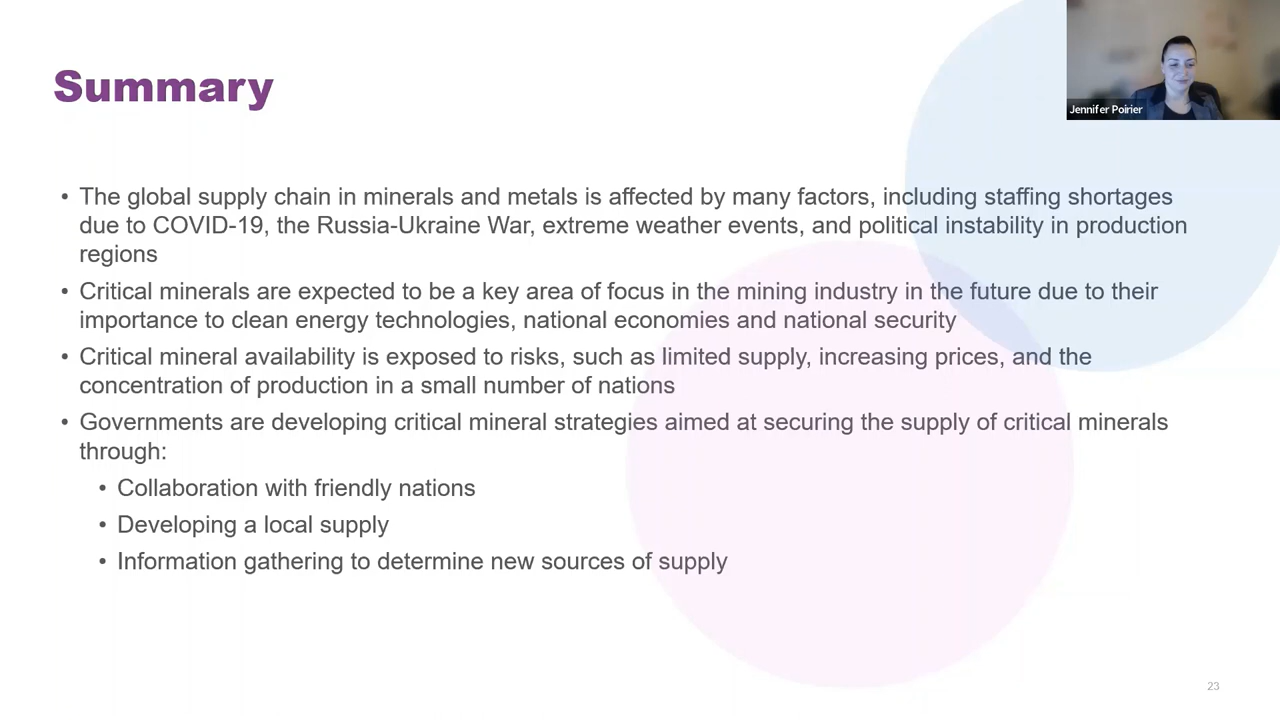 Summary
Jennifer Poirier
• The global supply chain in minerals and metals is affected by many factors, including staffing shortages
due to COVID-19, the Russia-Ukraine War, extreme weather events, and political instability in production
regions
• Critical minerals are expected to be a key area of focus in the mining industry in the future due to their
importance to clean energy technologies, national economies and national security
• Critical mineral availability is exposed to risks, such as limited supply, increasing prices, and the
concentration of production in a small number of nations
• Governments are developing critical mineral strategies aimed at securing the supply of critical minerals
through:
• Collaboration with friendly nations
• Developing a local supply
• Information gathering to determine new sources of supply
23